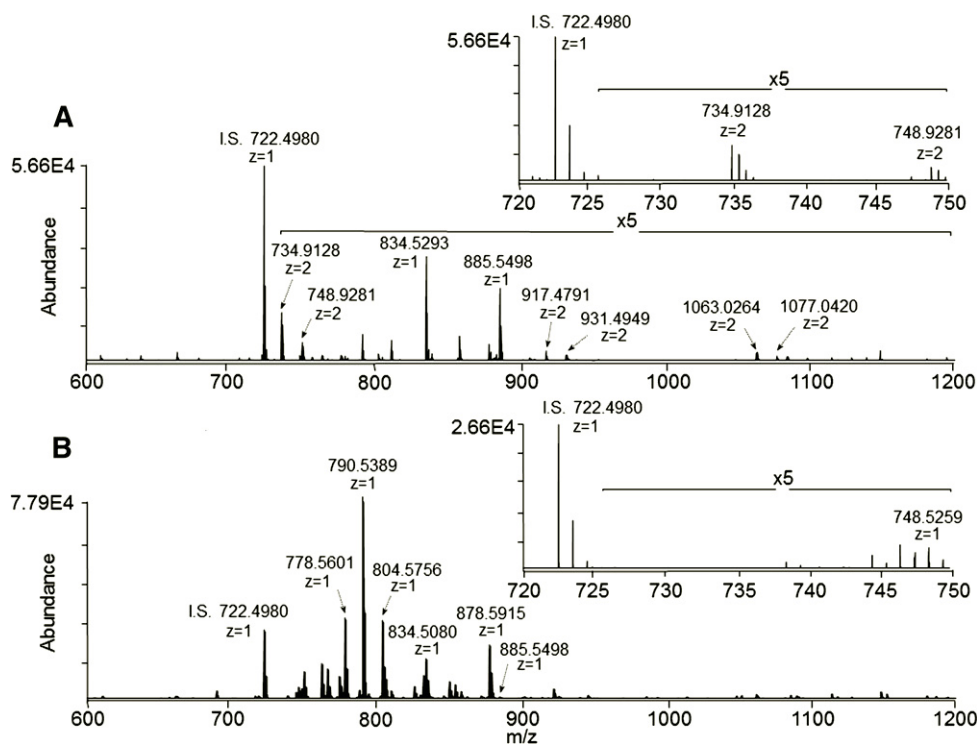 I.S. 722.4980
z=1
5.66E4
x5
734.9128
z=2
748.9281
z=2
720 725 735 740 745 750
A
I.S. 722.4980
z=1
5.66E4
x5
834.5293
z=1
734.9128
z=2
885.5498
z=1
748.9281
z=2
917.4791
z=2
931.4949
z=2
1063.0264
z=2
1077.0420
z=2
Abundance
600 700 800 900 1000 1100 1200
I.S. 722.4980
z=1
2.66E4
x5
748.5259
z=1
720 725 730 735 740 745 750
B
790.5389
z=1
7.79E4
778.5601
z=1
804.5756
z=1
I.S. 722.4980
z=1
834.5080
z=1
878.5915
z=1
885.5498
z=1
Abundance
600 700 800 900 1000 1100 1200
m/z